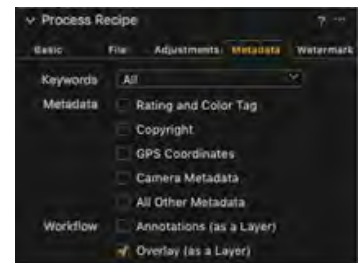 Process Recipe ? ...
Basic File Adjustments Metadata Watermark
Keywords All
Metadata Rating and Color Tag
Copyright
GPS Coordinates
Camera Metadata
All Other Metadata
Workflow Annotations (as a Layer)
Overlay (as a Layer)